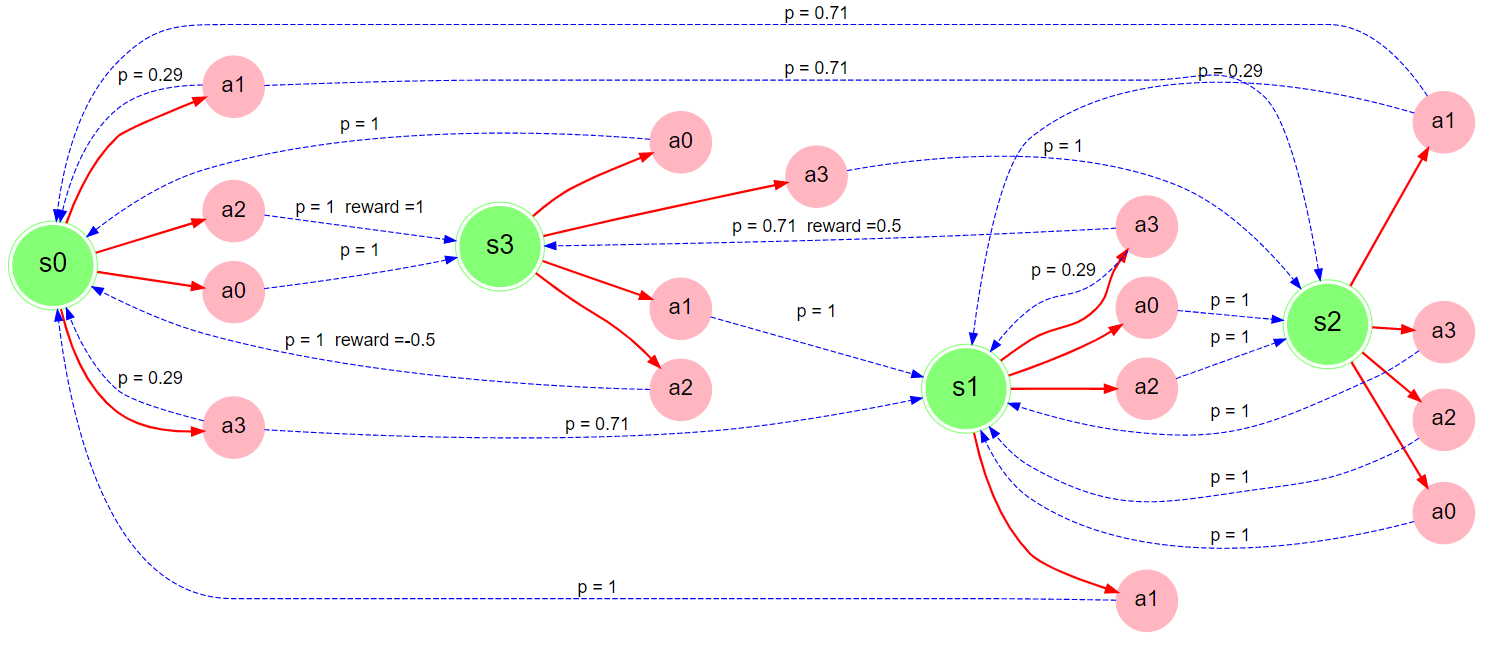 p = 0.71
p = 0.29
a1
p = 0.71
p = 0.29
a1
p = 1
a0
p = 1
a3
a2
p = 1 reward =1
s3
p = 0.71 reward =0.5
a3
s0
p = 1
p = 0.29
a0
a1
p = 1
a0
p = 1
s2
a3
p = 1 reward =-0.5
p = 1
p = 0.29
a2
s1
a2
p = 1
a2
a3
p = 0.71
p = 1
a0
p = 1
p = 1
a1